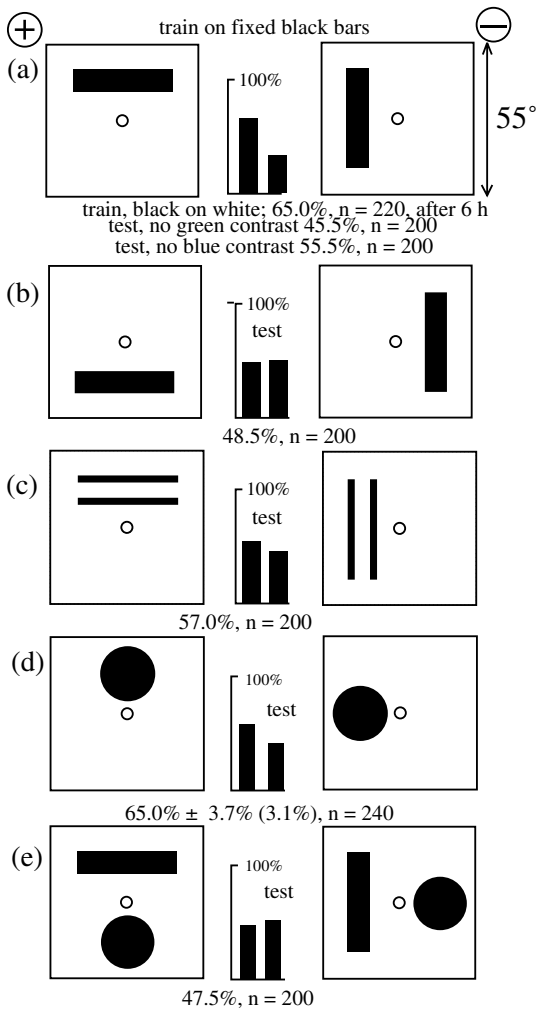 + train on fixed black bars −
(a) 100% 55°
train, black on white; 65.0%, n = 220, after 6 h
test, no green contrast 45.5%, n = 200
test, no blue contrast 55.5%, n = 200
(b) 100%
test
48.5%, n = 200
(c) 100%
test
57.0%, n = 200
(d) 100%
test
65.0% ± 3.7% (3.1%), n = 240
(e) 100%
test
47.5%, n = 200